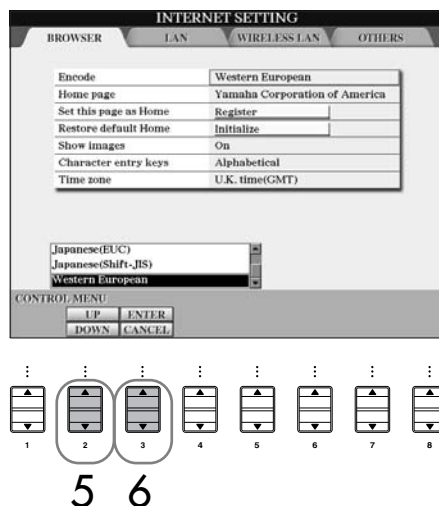 INTERNET SETTING
BROWSER LAN WIRELESS LAN OTHERS
Encode Western European
Home page Yamaha Corporation of America
Set this page as Home Register
Restore default Home Initialize
Show images On
Character entry keys Alphabetical
Time zone U.K. time(GMT)
Japanese(EUC)
Japanese(Shift-JIS)
Western European
CONTROL MENU
UP ENTER
DOWN CANCEL
1 2 3 4 5 6 7 8
5 6